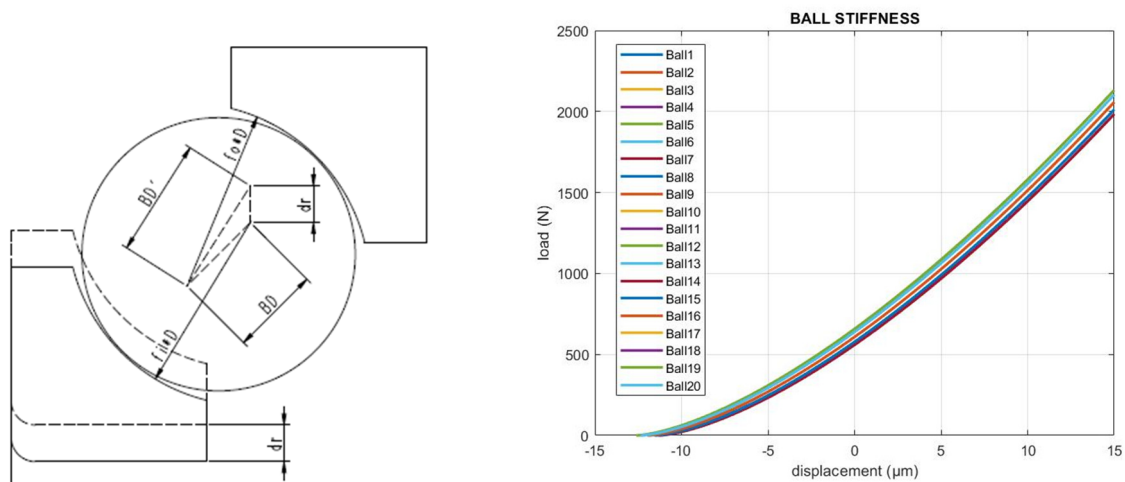 fo*D
BD'
dr
BD
fi*D
dr
BALL STIFFNESS
2500
2000
1500
1000
500
0
load (N)
Ball1
Ball2
Ball3
Ball4
Ball5
Ball6
Ball7
Ball8
Ball9
Ball10
Ball11
Ball12
Ball13
Ball14
Ball15
Ball16
Ball17
Ball18
Ball19
Ball20
-15
-10
-5
0
5
10
15
displacement (μm)